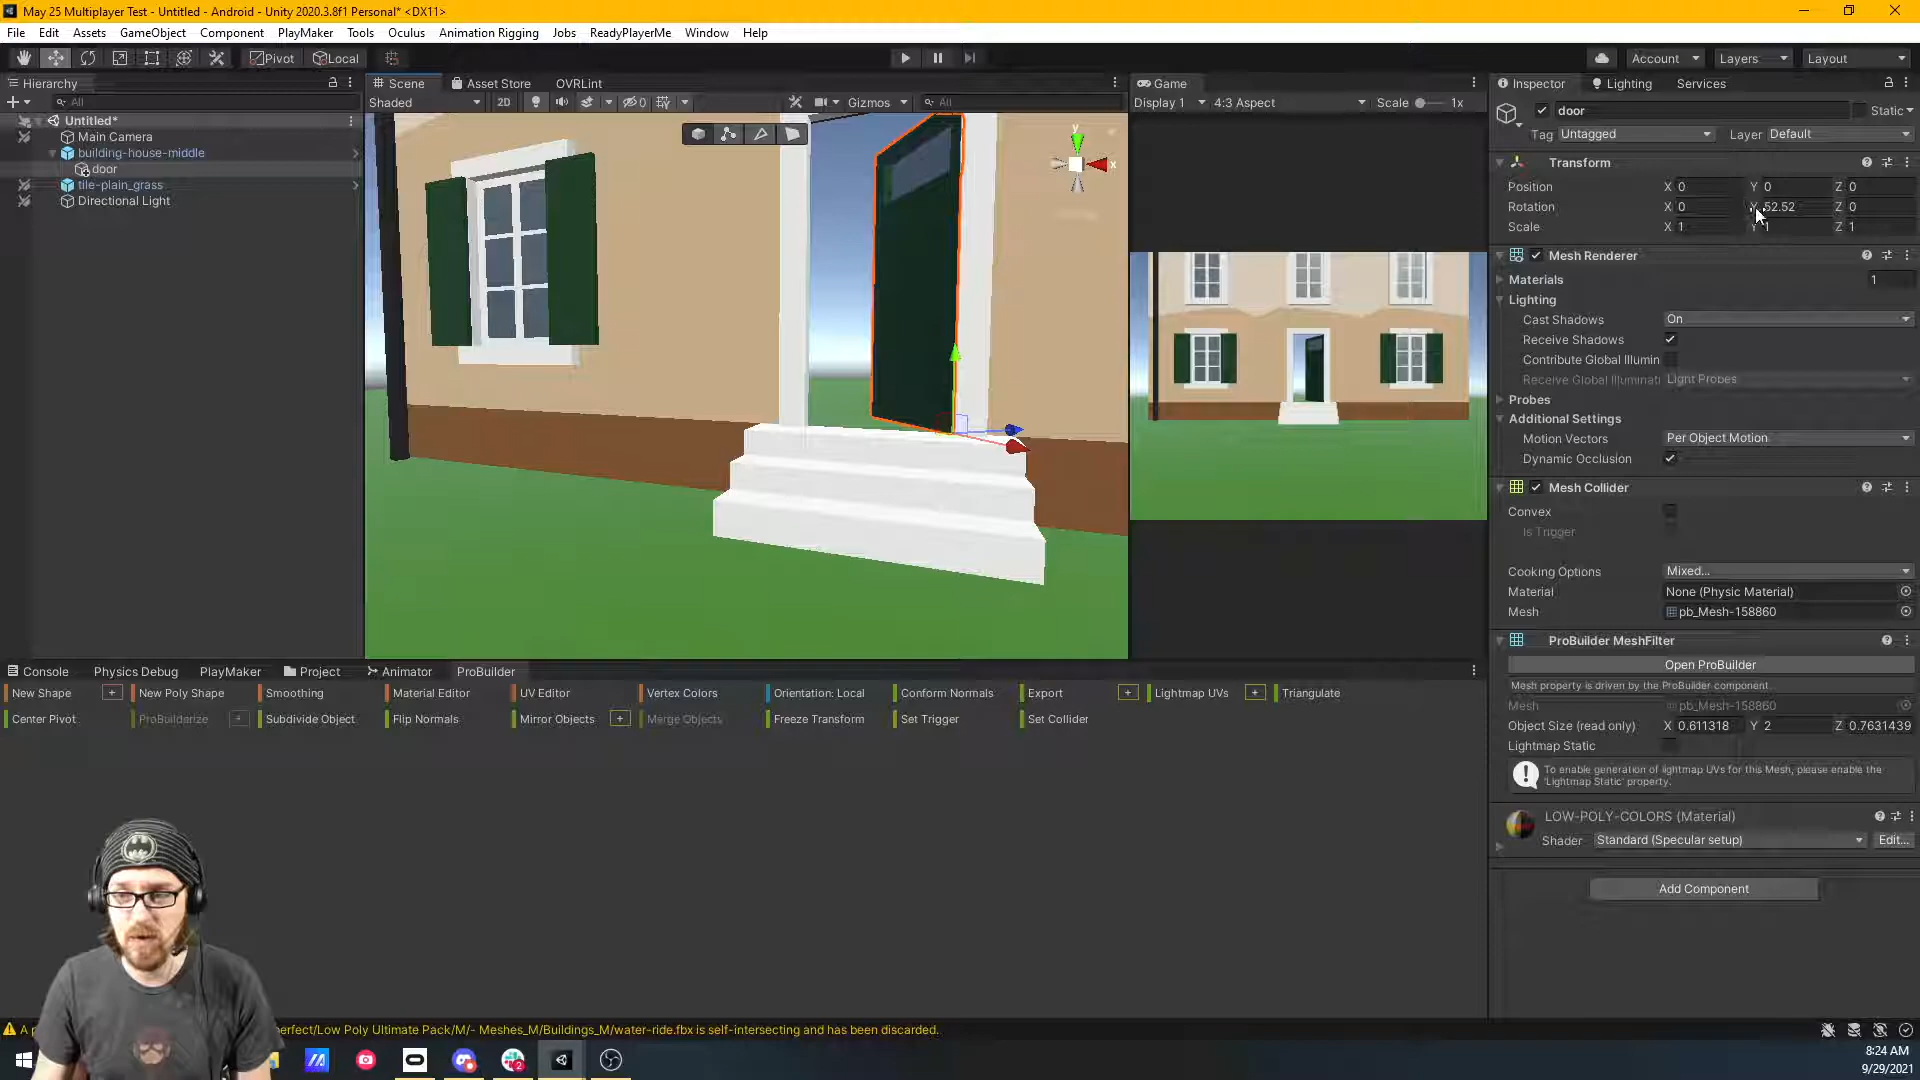 May 25 Multiplayer Test - Untitled - Android - Unity 2020.3.8f1 Personal* <DX11>
File Edit Assets GameObject Component PlayMaker Tools Oculus Animation Rigging Jobs ReadyPlayerMe Window Help
Pivot Local Account Layers Layout
Hierarchy Scene Asset Store OVRLint Game Inspector Lighting Services
All Shaded 2D 0 Gizmos All Display 1 4:3 Aspect Scale 1x
Untitled*
Main Camera
building-house-middle
door
tile-plain_grass
Directional Light
y
x
door Static
Tag Untagged Layer Default
Transform
Position X 0 Y 0 Z 0
Rotation X 0 Y 52.52 Z 0
Scale X 1 Y 1 Z 1
Mesh Renderer
Materials 1
Lighting
Cast Shadows On
Receive Shadows
Contribute Global Illumin
Receive Global Illuminati Light Probes
Probes
Additional Settings
Motion Vectors Per Object Motion
Dynamic Occlusion
Mesh Collider
Convex
Is Trigger
Cooking Options Mixed...
Material None (Physic Material)
Mesh pb_Mesh-158860
ProBuilder MeshFilter
Open ProBuilder
Mesh property is driven by the ProBuilder component.
Mesh pb_Mesh-158860
Object Size (read only) X 0.611318 Y 2 Z 0.7631439
Lightmap Static
To enable generation of lightmap UVs for this Mesh, please enable the
'Lightmap Static' property.
LOW-POLY-COLORS (Material)
Shader Standard (Specular setup) Edit...
Add Component
Console Physics Debug PlayMaker Project Animator ProBuilder
New Shape + New Poly Shape Smoothing Material Editor UV Editor Vertex Colors Orientation: Local Conform Normals Export + Lightmap UVs + Triangulate
Center Pivot ProBuilderize + Subdivide Object Flip Normals Mirror Objects + Merge Objects Freeze Transform Set Trigger Set Collider
A p erfect/Low Poly Ultimate Pack/M/- Meshes_M/Buildings_M/water-ride.fbx is self-intersecting and has been discarded.
2
8:24 AM
9/29/2021